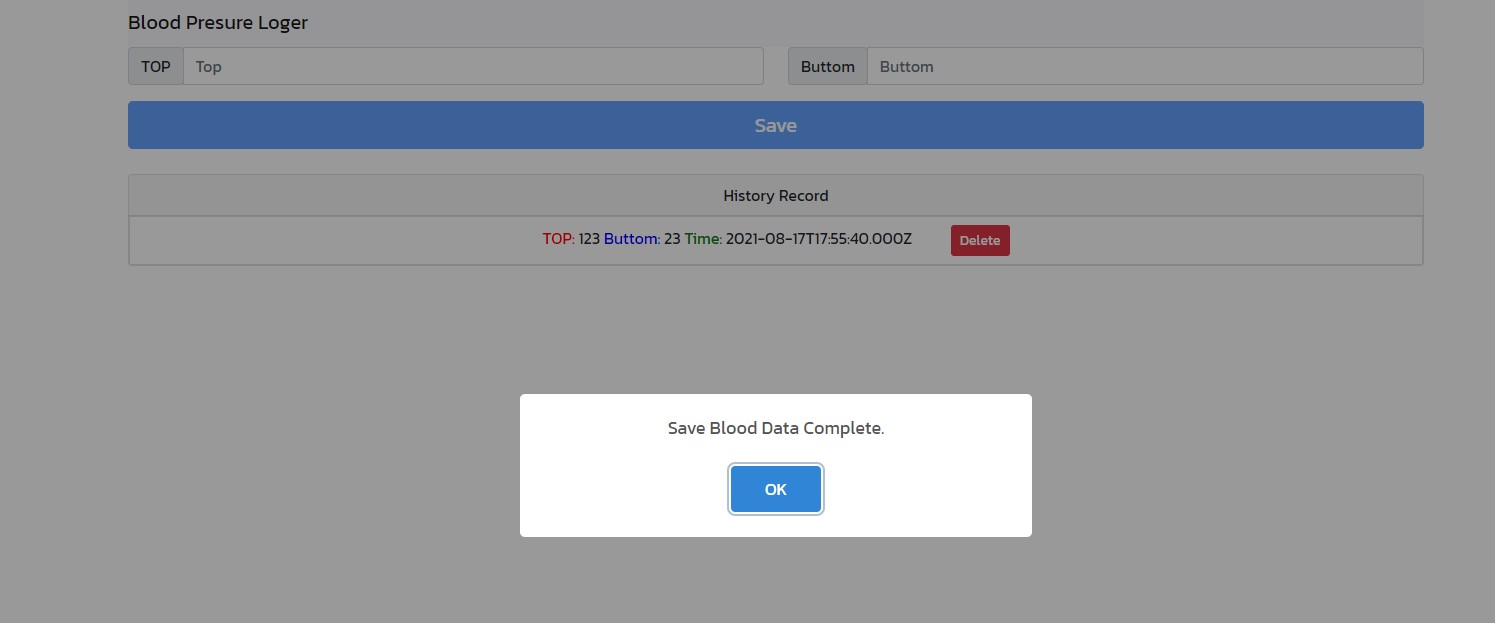 Blood Presure Loger
TOP Top Buttom Buttom
Save
History Record
TOP: 123 Buttom: 23 Time: 2021-08-17T17:55:40.000Z Delete
Save Blood Data Complete.
OK